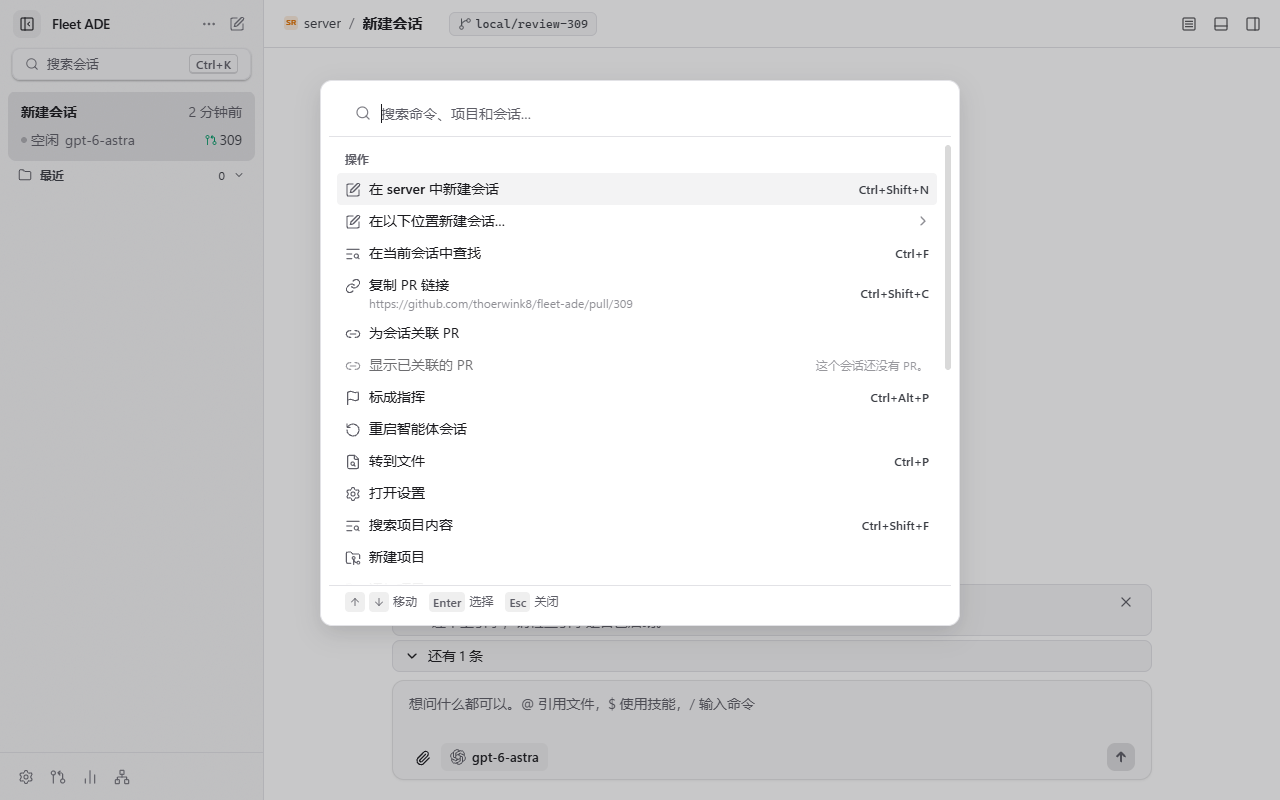 Fleet ADE
搜索会话 Ctrl+K
新建会话 2 分钟前
空闲 gpt-6-astra 309
最近 0
SR server / 新建会话 local/review-309
搜索命令、项目和会话...
操作
在 server 中新建会话 Ctrl+Shift+N
在以下位置新建会话...
在当前会话中查找 Ctrl+F
复制 PR 链接 Ctrl+Shift+C
https://github.com/thoerwink8/fleet-ade/pull/309
为会话关联 PR
显示已关联的 PR 这个会话还没有 PR。
标成指挥 Ctrl+Alt+P
重启智能体会话
转到文件 Ctrl+P
打开设置
搜索项目内容 Ctrl+Shift+F
新建项目
↑ ↓ 移动 Enter 选择 Esc 关闭
还有 1 条
想问什么都可以。@ 引用文件，$ 使用技能，/ 输入命令
gpt-6-astra